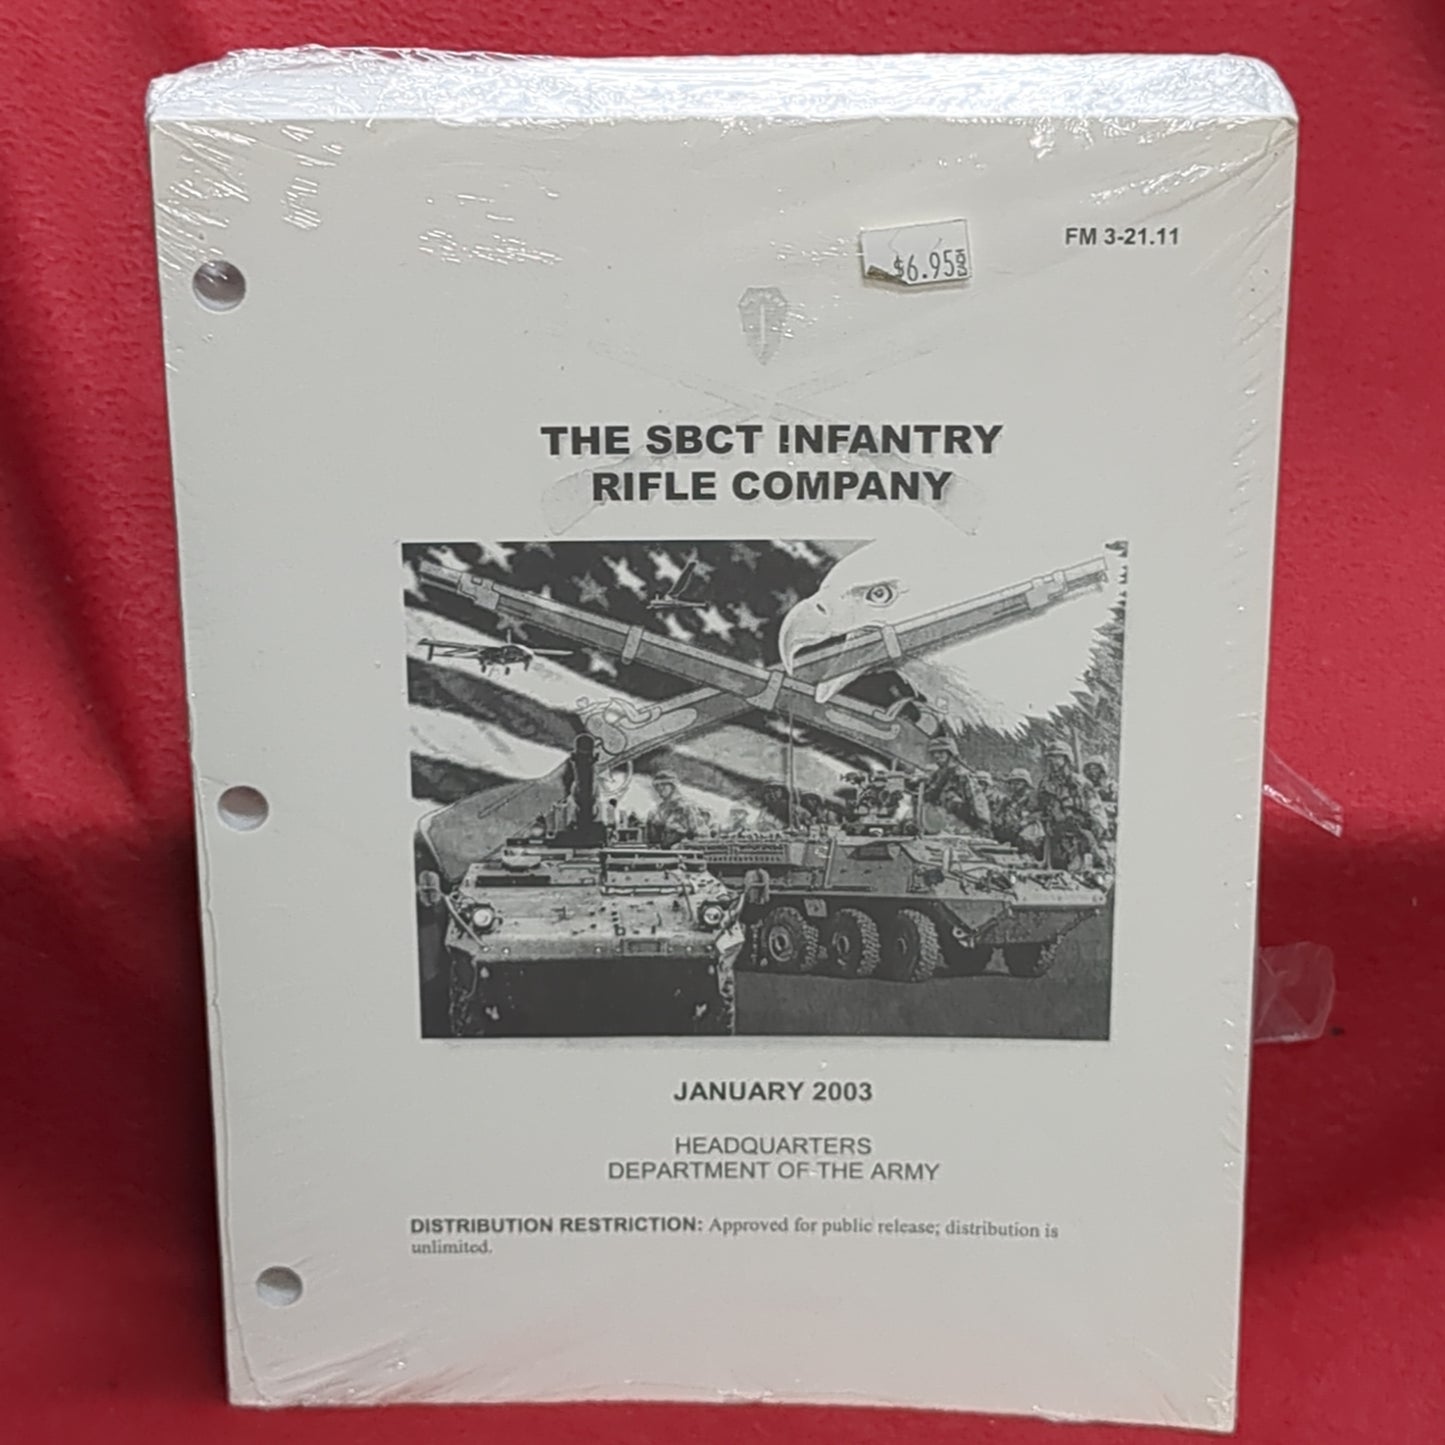 FM 3-21.11
$6.95 EACH
THE SBCT INFANTRY
RIFLE COMPANY
JANUARY 2003
HEADQUARTERS
DEPARTMENT OF THE ARMY
DISTRIBUTION RESTRICTION: Approved for public release; distribution is
unlimited.